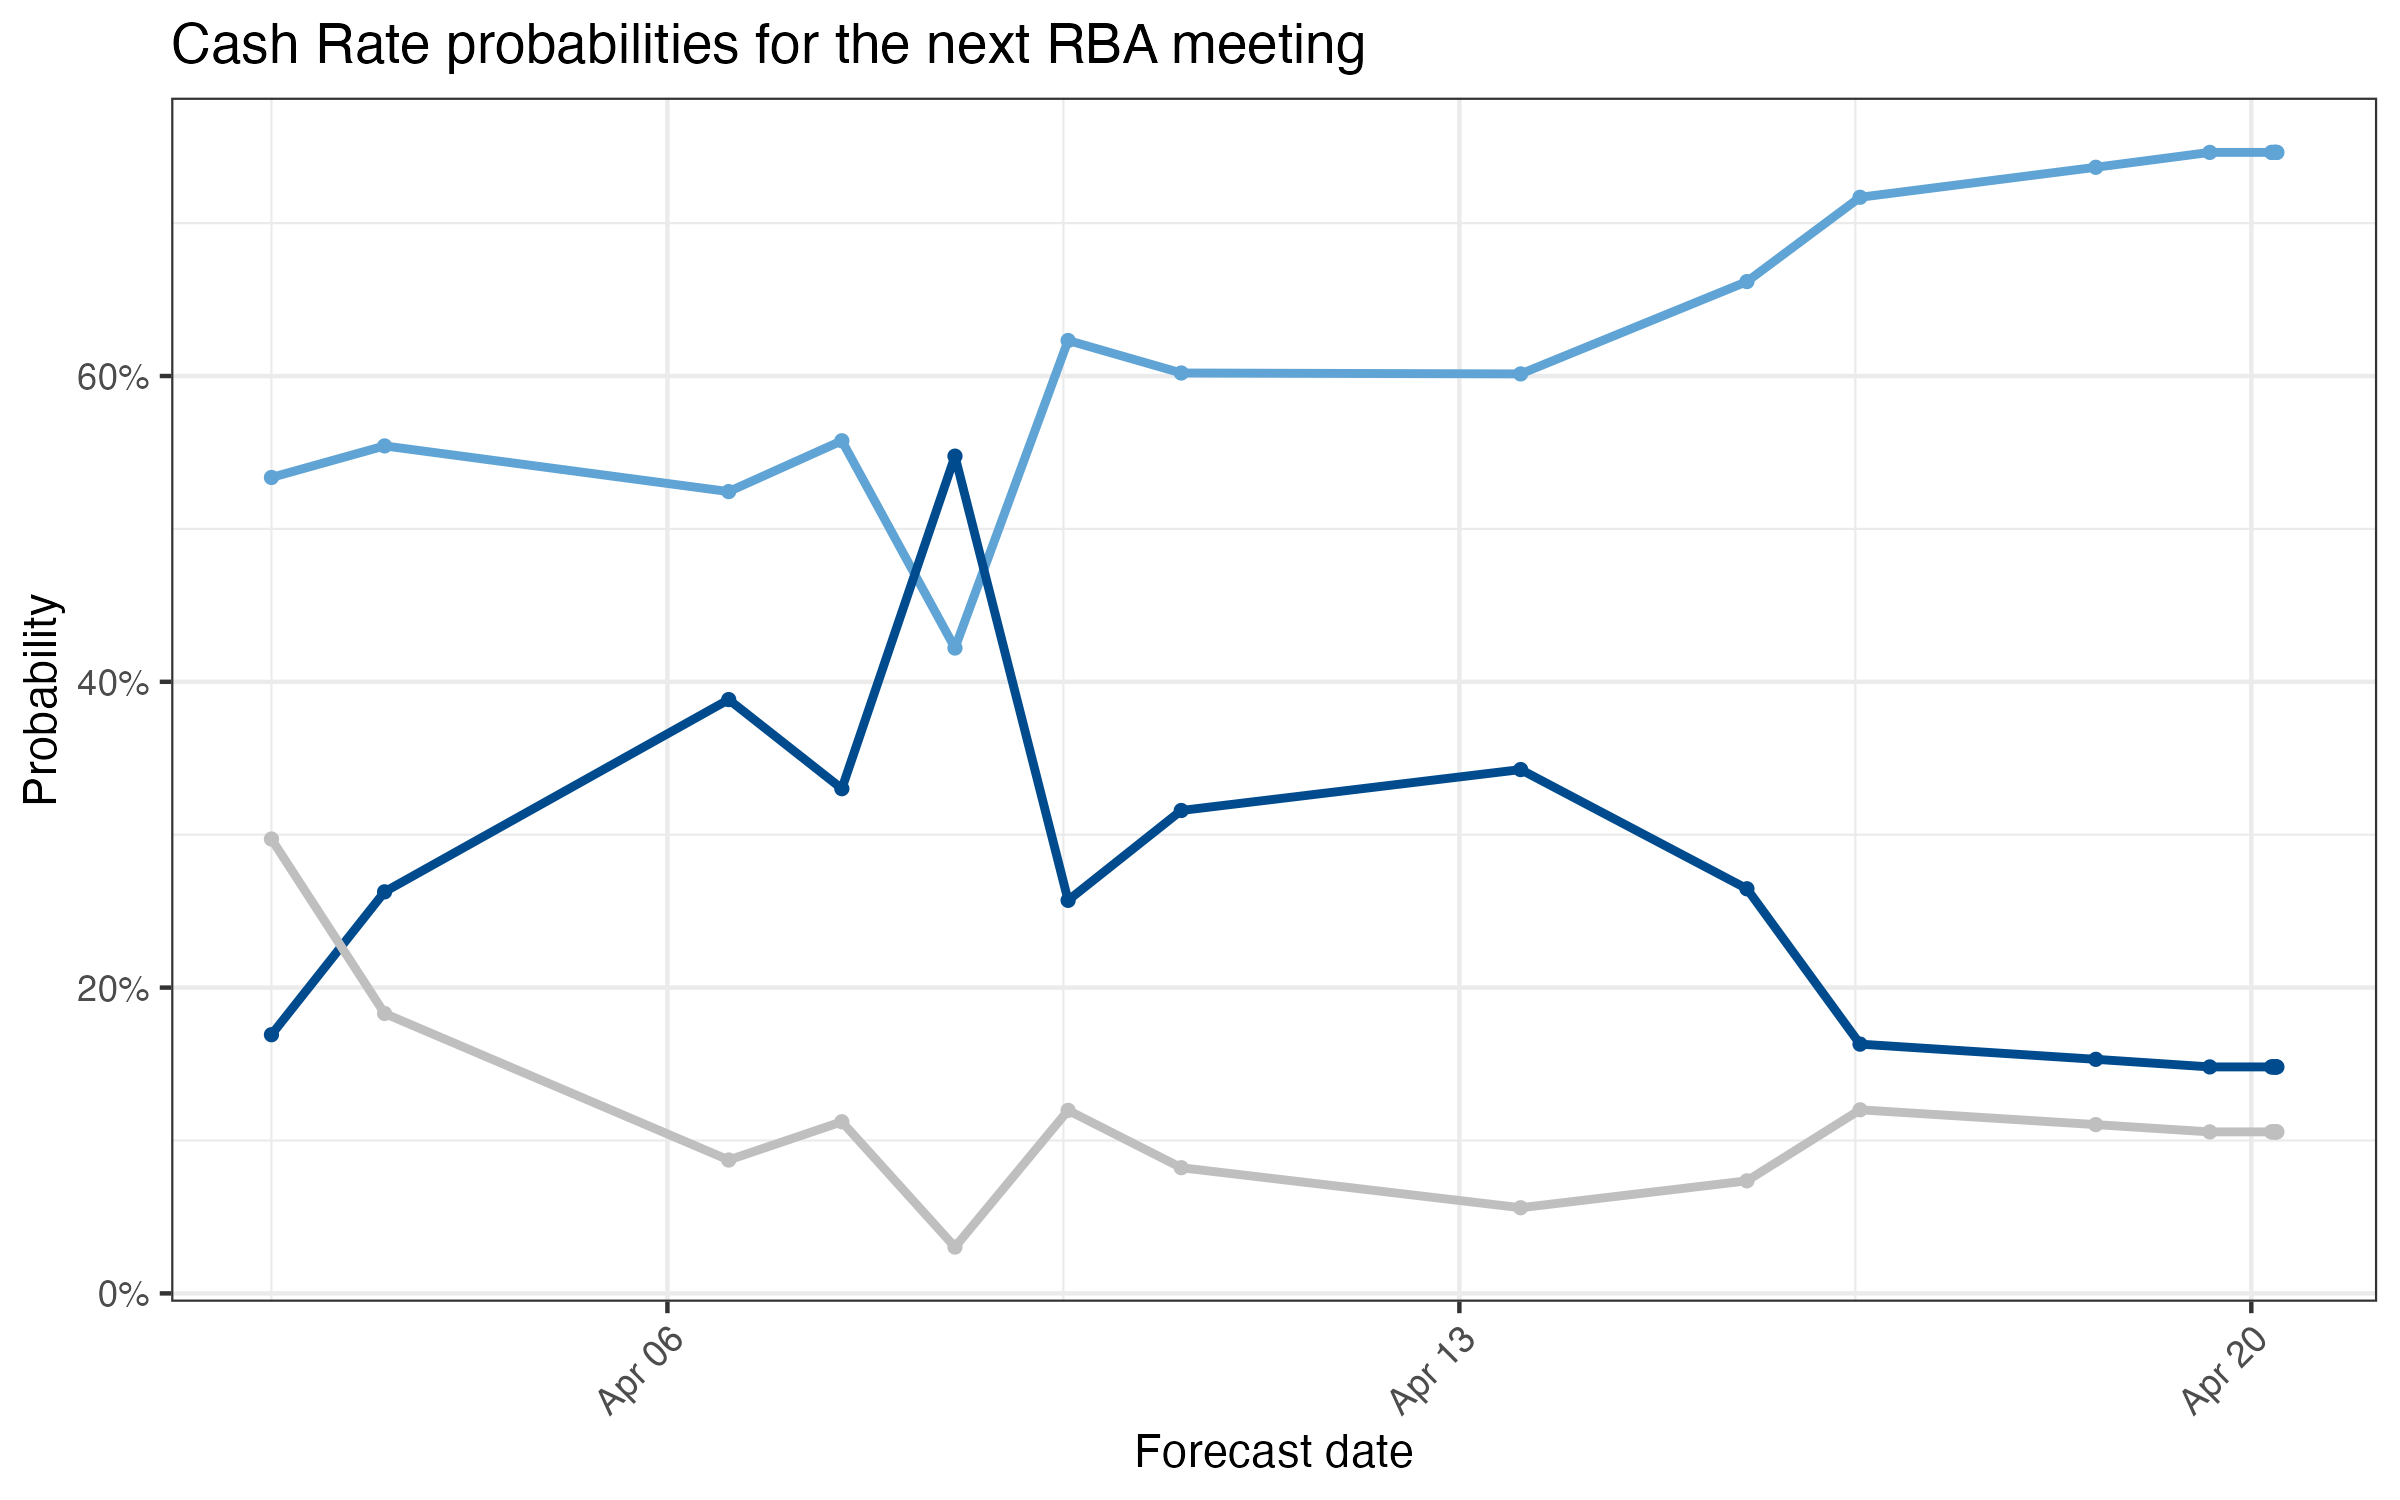 Cash Rate probabilities for the next RBA meeting
Probability
60%
40%
20%
0%
Apr 06
Apr 13
Apr 20
Forecast date